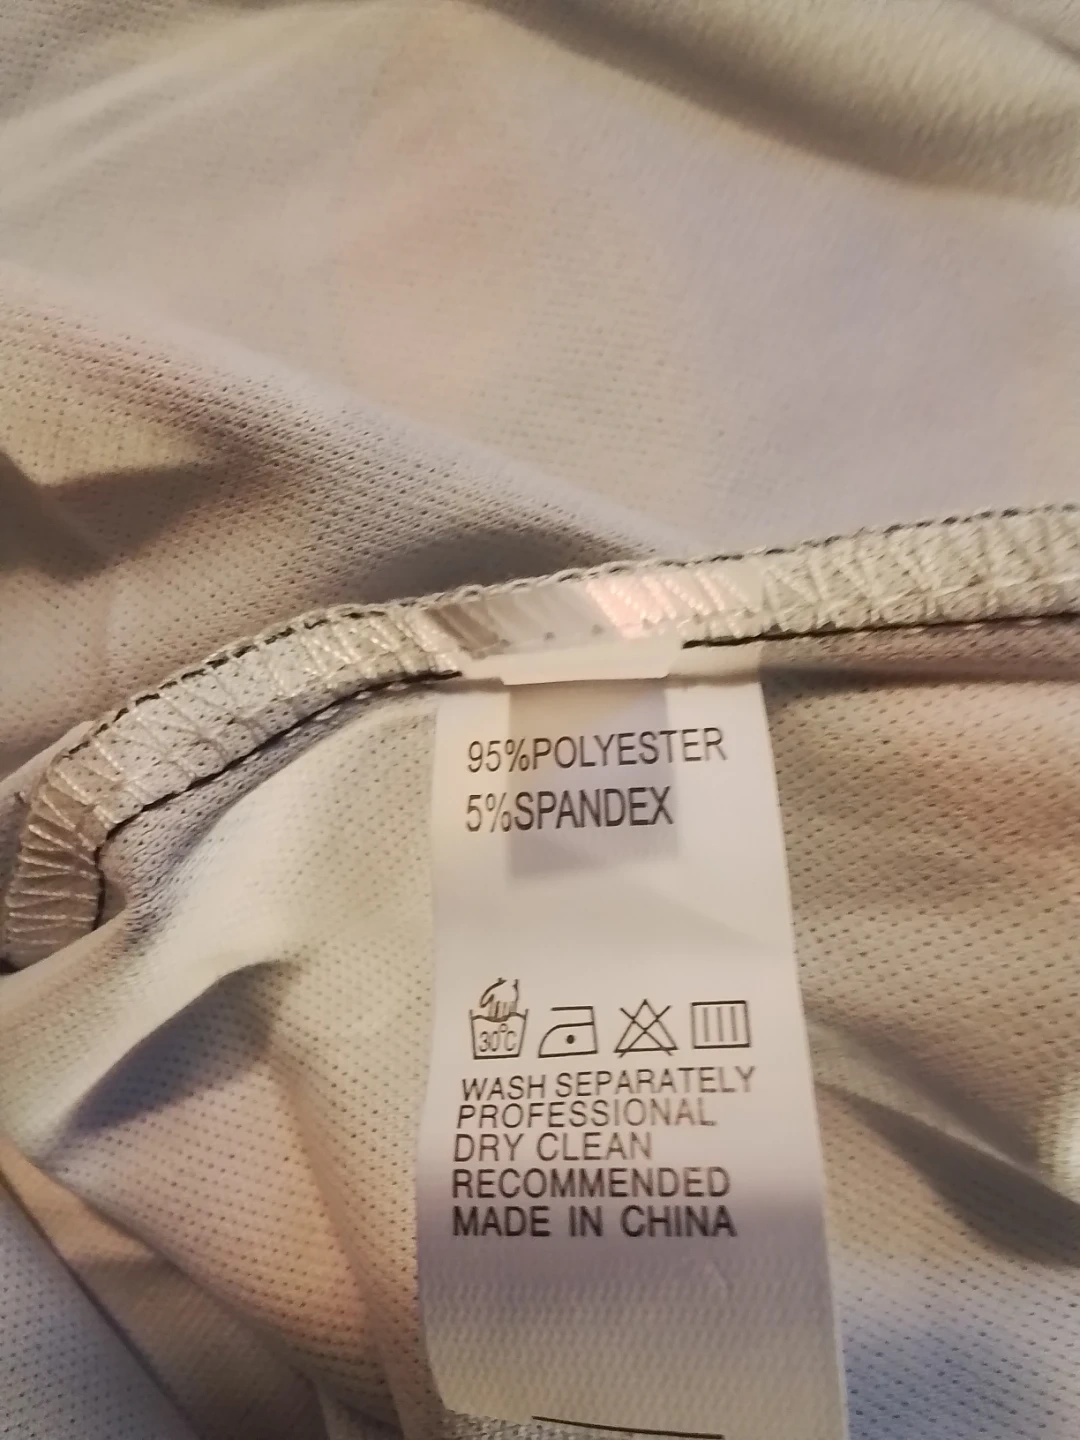 95%POLYESTER
5%SPANDEX
30°C
WASH SEPARATELY
PROFESSIONAL
DRY CLEAN
RECOMMENDED
MADE IN CHINA